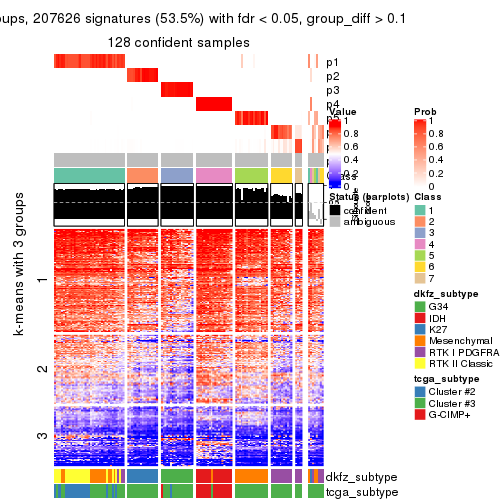 oups, 207626 signatures (53.5%) with fdr < 0.05, group_diff > 0.1
128 confident samples
p1
p2
p3
p4
Value
1
0.8
0.6
0.4
0.2
0
Prob
1
0.8
0.6
0.4
0.2
0
Status (barplots)
confident
ambiguous
Class
1
2
3
4
5
6
7
dkfz_subtype
G34
IDH
K27
Mesenchymal
RTK I PDGFRA
RTK II Classic
tcga_subtype
Cluster #2
Cluster #3
G-CIMP+
k-means with 3 groups
1
2
3
dkfz_subtype
tcga_subtype